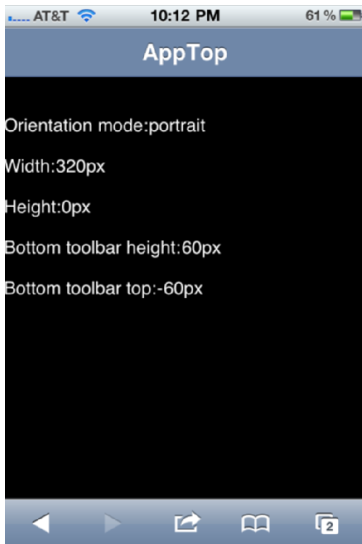 AT&T 10:12 PM 61 %
AppTop
Orientation mode:portrait
Width:320px
Height:0px
Bottom toolbar height:60px
Bottom toolbar top:-60px
2